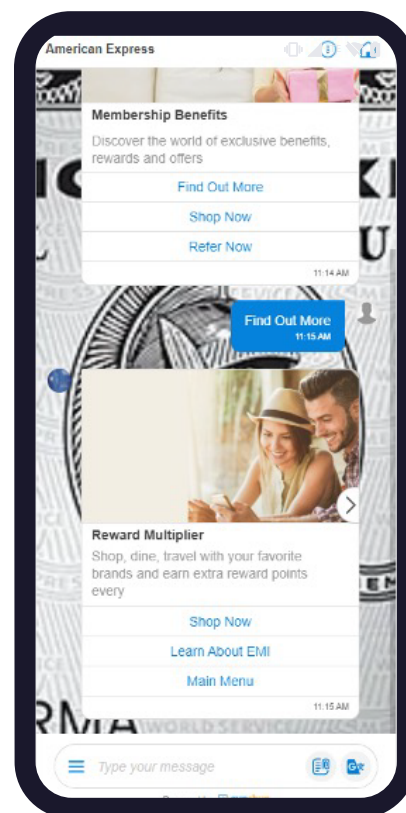 American Express
Membership Benefits
Discover the world of exclusive benefits,
rewards and offers
Find Out More
Shop Now
Refer Now
11:14 AM
Find Out More
11:15 AM
Reward Multiplier
Shop, dine, travel with your favorite
brands and earn extra reward points
every
Shop Now
Learn About EMI
Main Menu
11:15 AM
WORLD SERVICE
Type your message